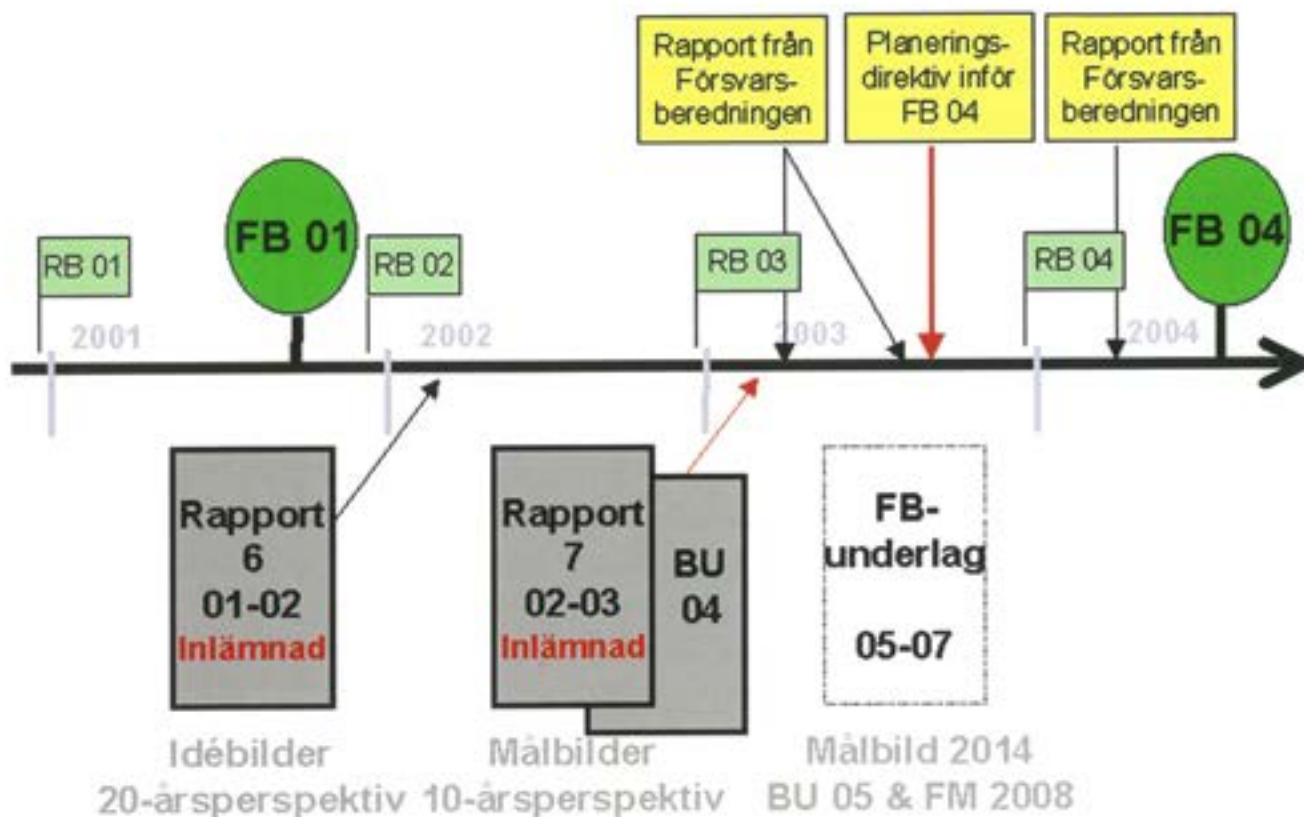 Rapport från
Försvars-
beredningen
Planerings-
direktiv inför
FB 04
Rapport från
Försvars-
beredningen
FB 01
FB 04
RB 01
RB 02
RB 03
RB 04
2001
2002
2003
2004
Rapport
6
01-02
Inlämnad
Rapport
7
02-03
Inlämnad
BU
04
FB-
underlag
05-07
Idébilder
20-årsperspektiv
Målbilder
10-årsperspektiv
Målbild 2014
BU 05 & FM 2008